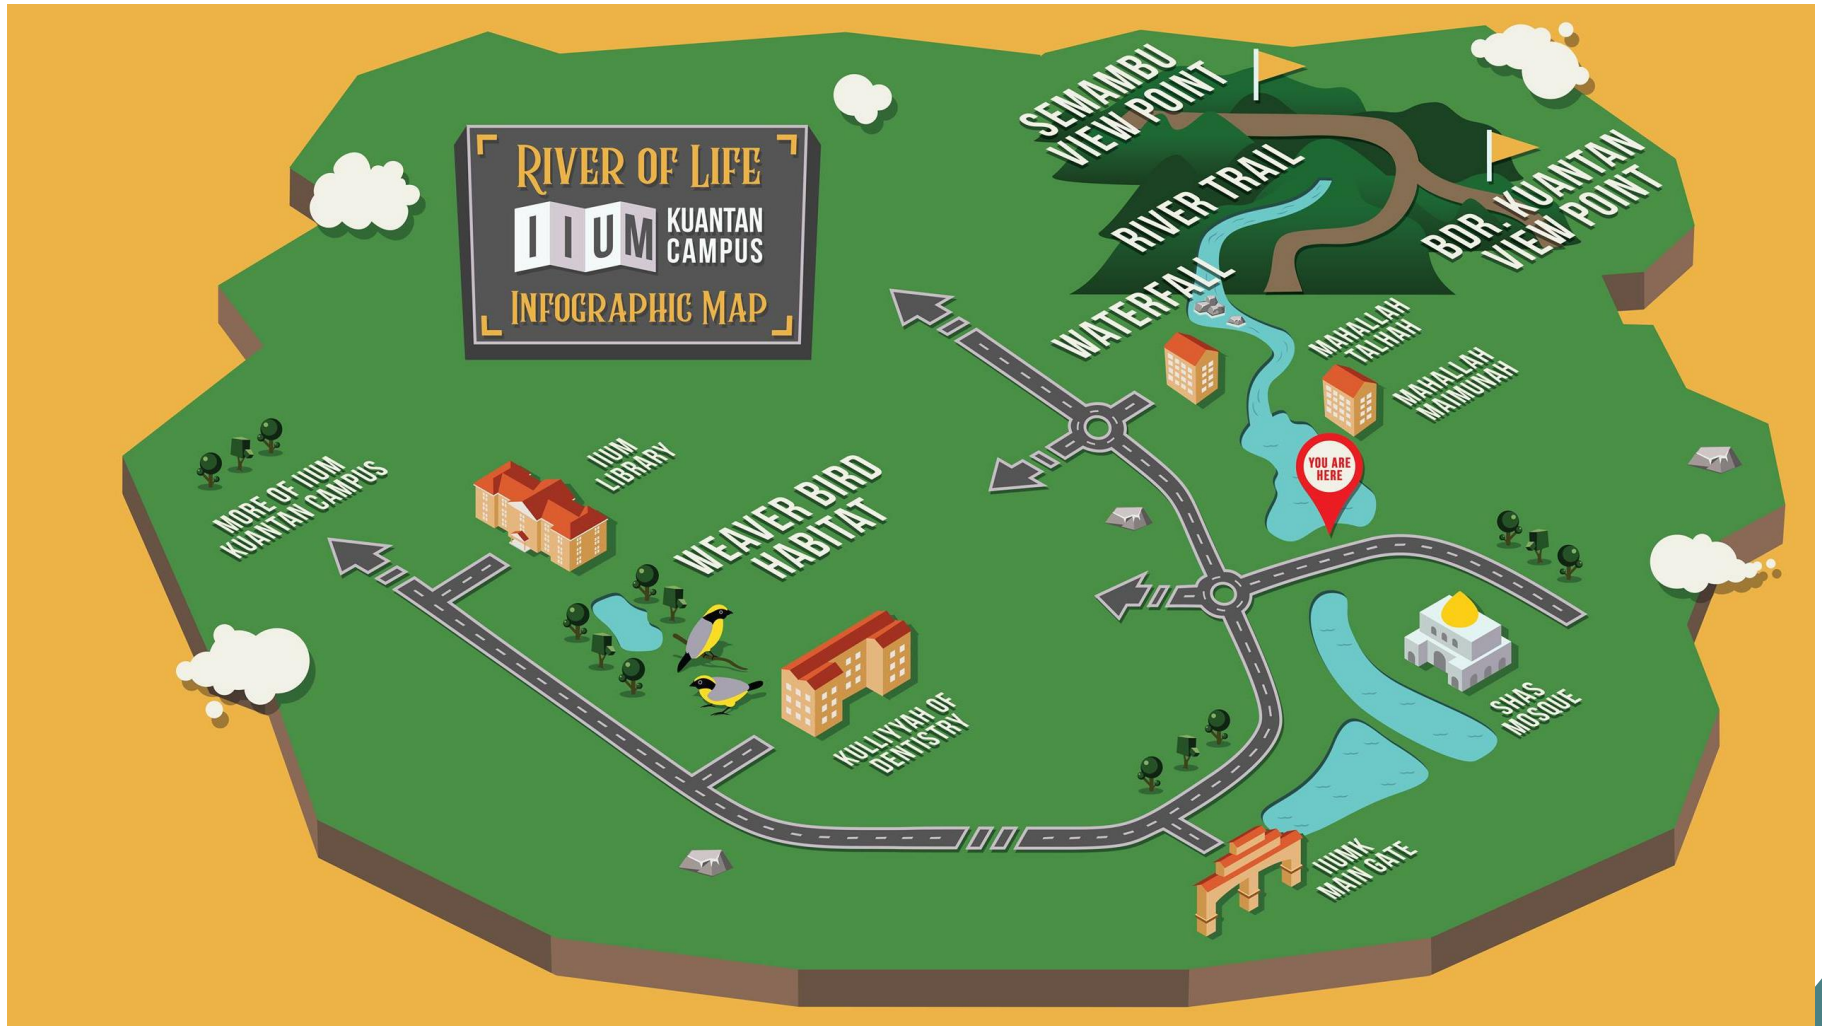 SEMAMBU
VIEW POINT
RIVER OF LIFE
IIUM
KUANTAN
CAMPUS
INFOGRAPHIC MAP
RIVER TRAIL
BDR. KUANTAN
VIEW POINT
WATERFALL
MAHALLAH
TALHAH
MAHALLAH
MAIMUNAH
YOU ARE
HERE
MORE OF IIUM
KUANTAN CAMPUS
IIUM
LIBRARY
WEAVER BIRD
HABITAT
KULLIYYAH OF
DENTISTRY
SHAS
MOSQUE
IIUMK
MAIN GATE